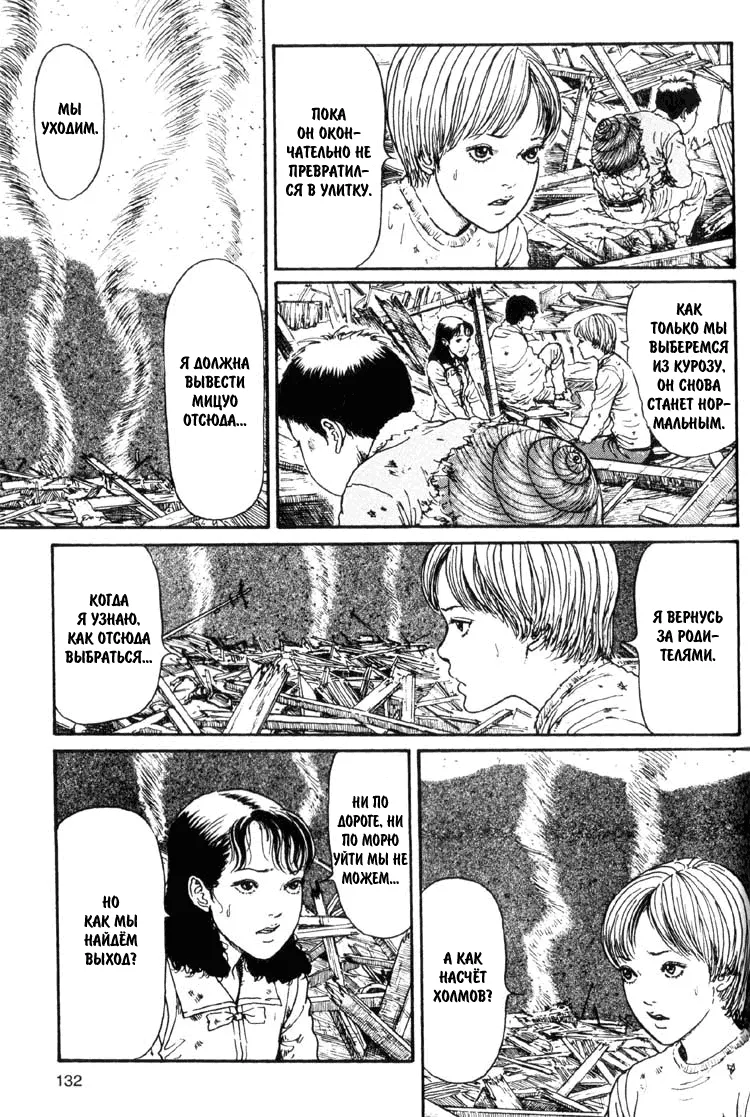 МЫ
УХОДИМ.
Я ДОЛЖНА
ВЫВЕСТИ
МИЦУО
ОТСЮДА...
ПОКА
ОН ОКОН-
ЧАТЕЛЬНО НЕ
ПРЕВРАТИЛ-
СЯ В УЛИТКУ.
КАК
ТОЛЬКО МЫ
ВЫБЕРЕМСЯ
ИЗ КУРОЗУ,
ОН СНОВА
СТАНЕТ НОР-
МАЛЬНЫМ.
КОГДА
Я УЗНАЮ,
КАК ОТСЮДА
ВЫБРАТЬСЯ...
Я ВЕРНУСЬ
ЗА РОДИ-
ТЕЛЯМИ.
НО
КАК МЫ
НАЙДЁМ
ВЫХОД?
НИ ПО
ДОРОГЕ, НИ
ПО МОРЮ
УЙТИ МЫ НЕ
МОЖЕМ...
А КАК
НАСЧЁТ
ХОЛМОВ?
132